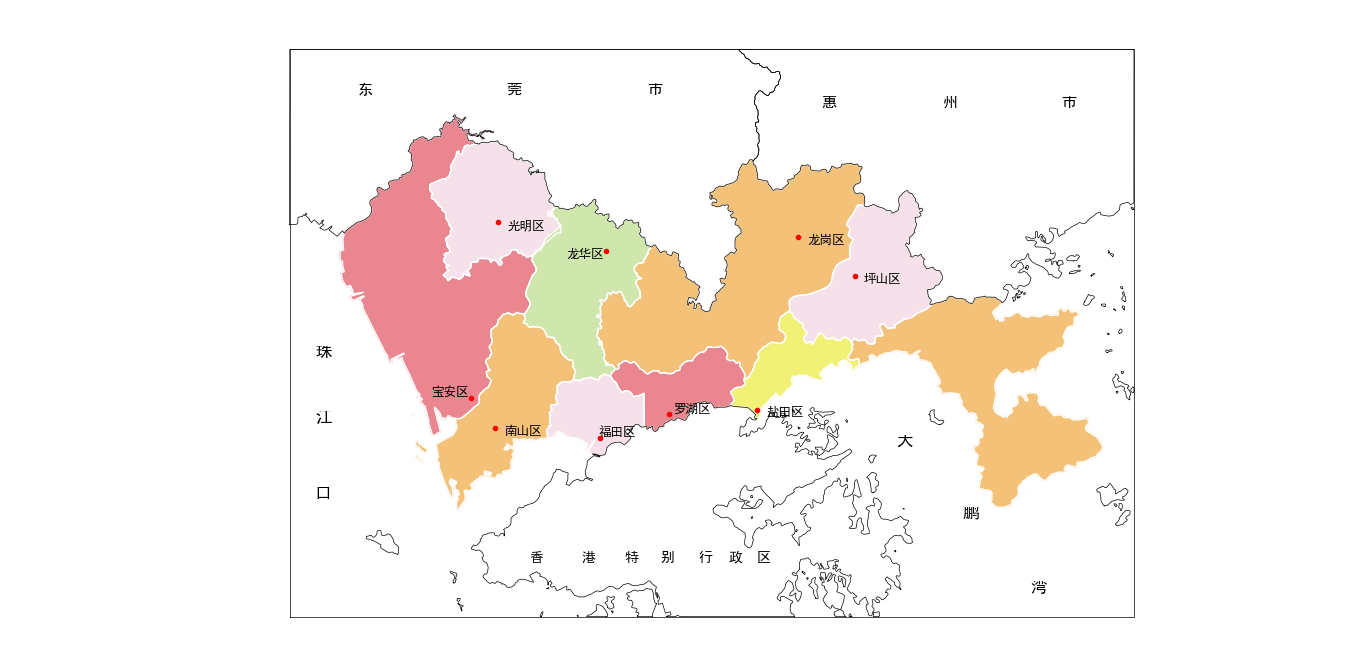 东莞市
惠州市
光明区
龙华区
龙岗区
坪山区
宝安区
南山区
福田区
罗湖区
盐田区
珠江口
大鹏湾
香港特别行政区